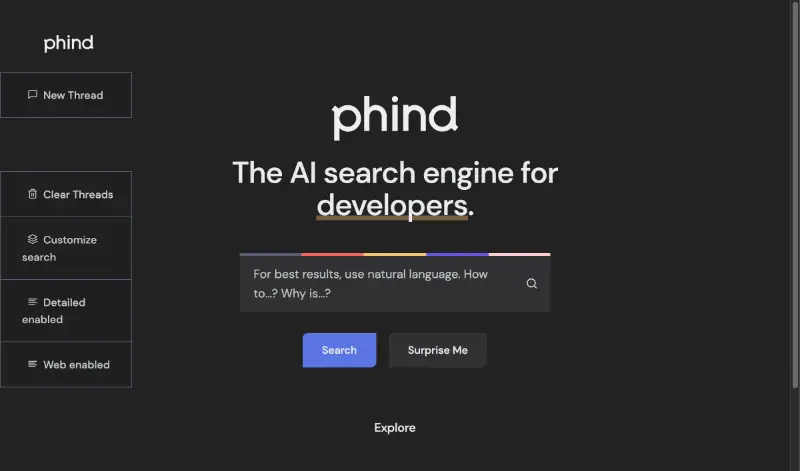 phind
New Thread
Clear Threads
Customize
search
Detailed
enabled
Web enabled
phind
The AI search engine for
developers.
For best results, use natural language. How
to...? Why is...?
Search
Surprise Me
Explore